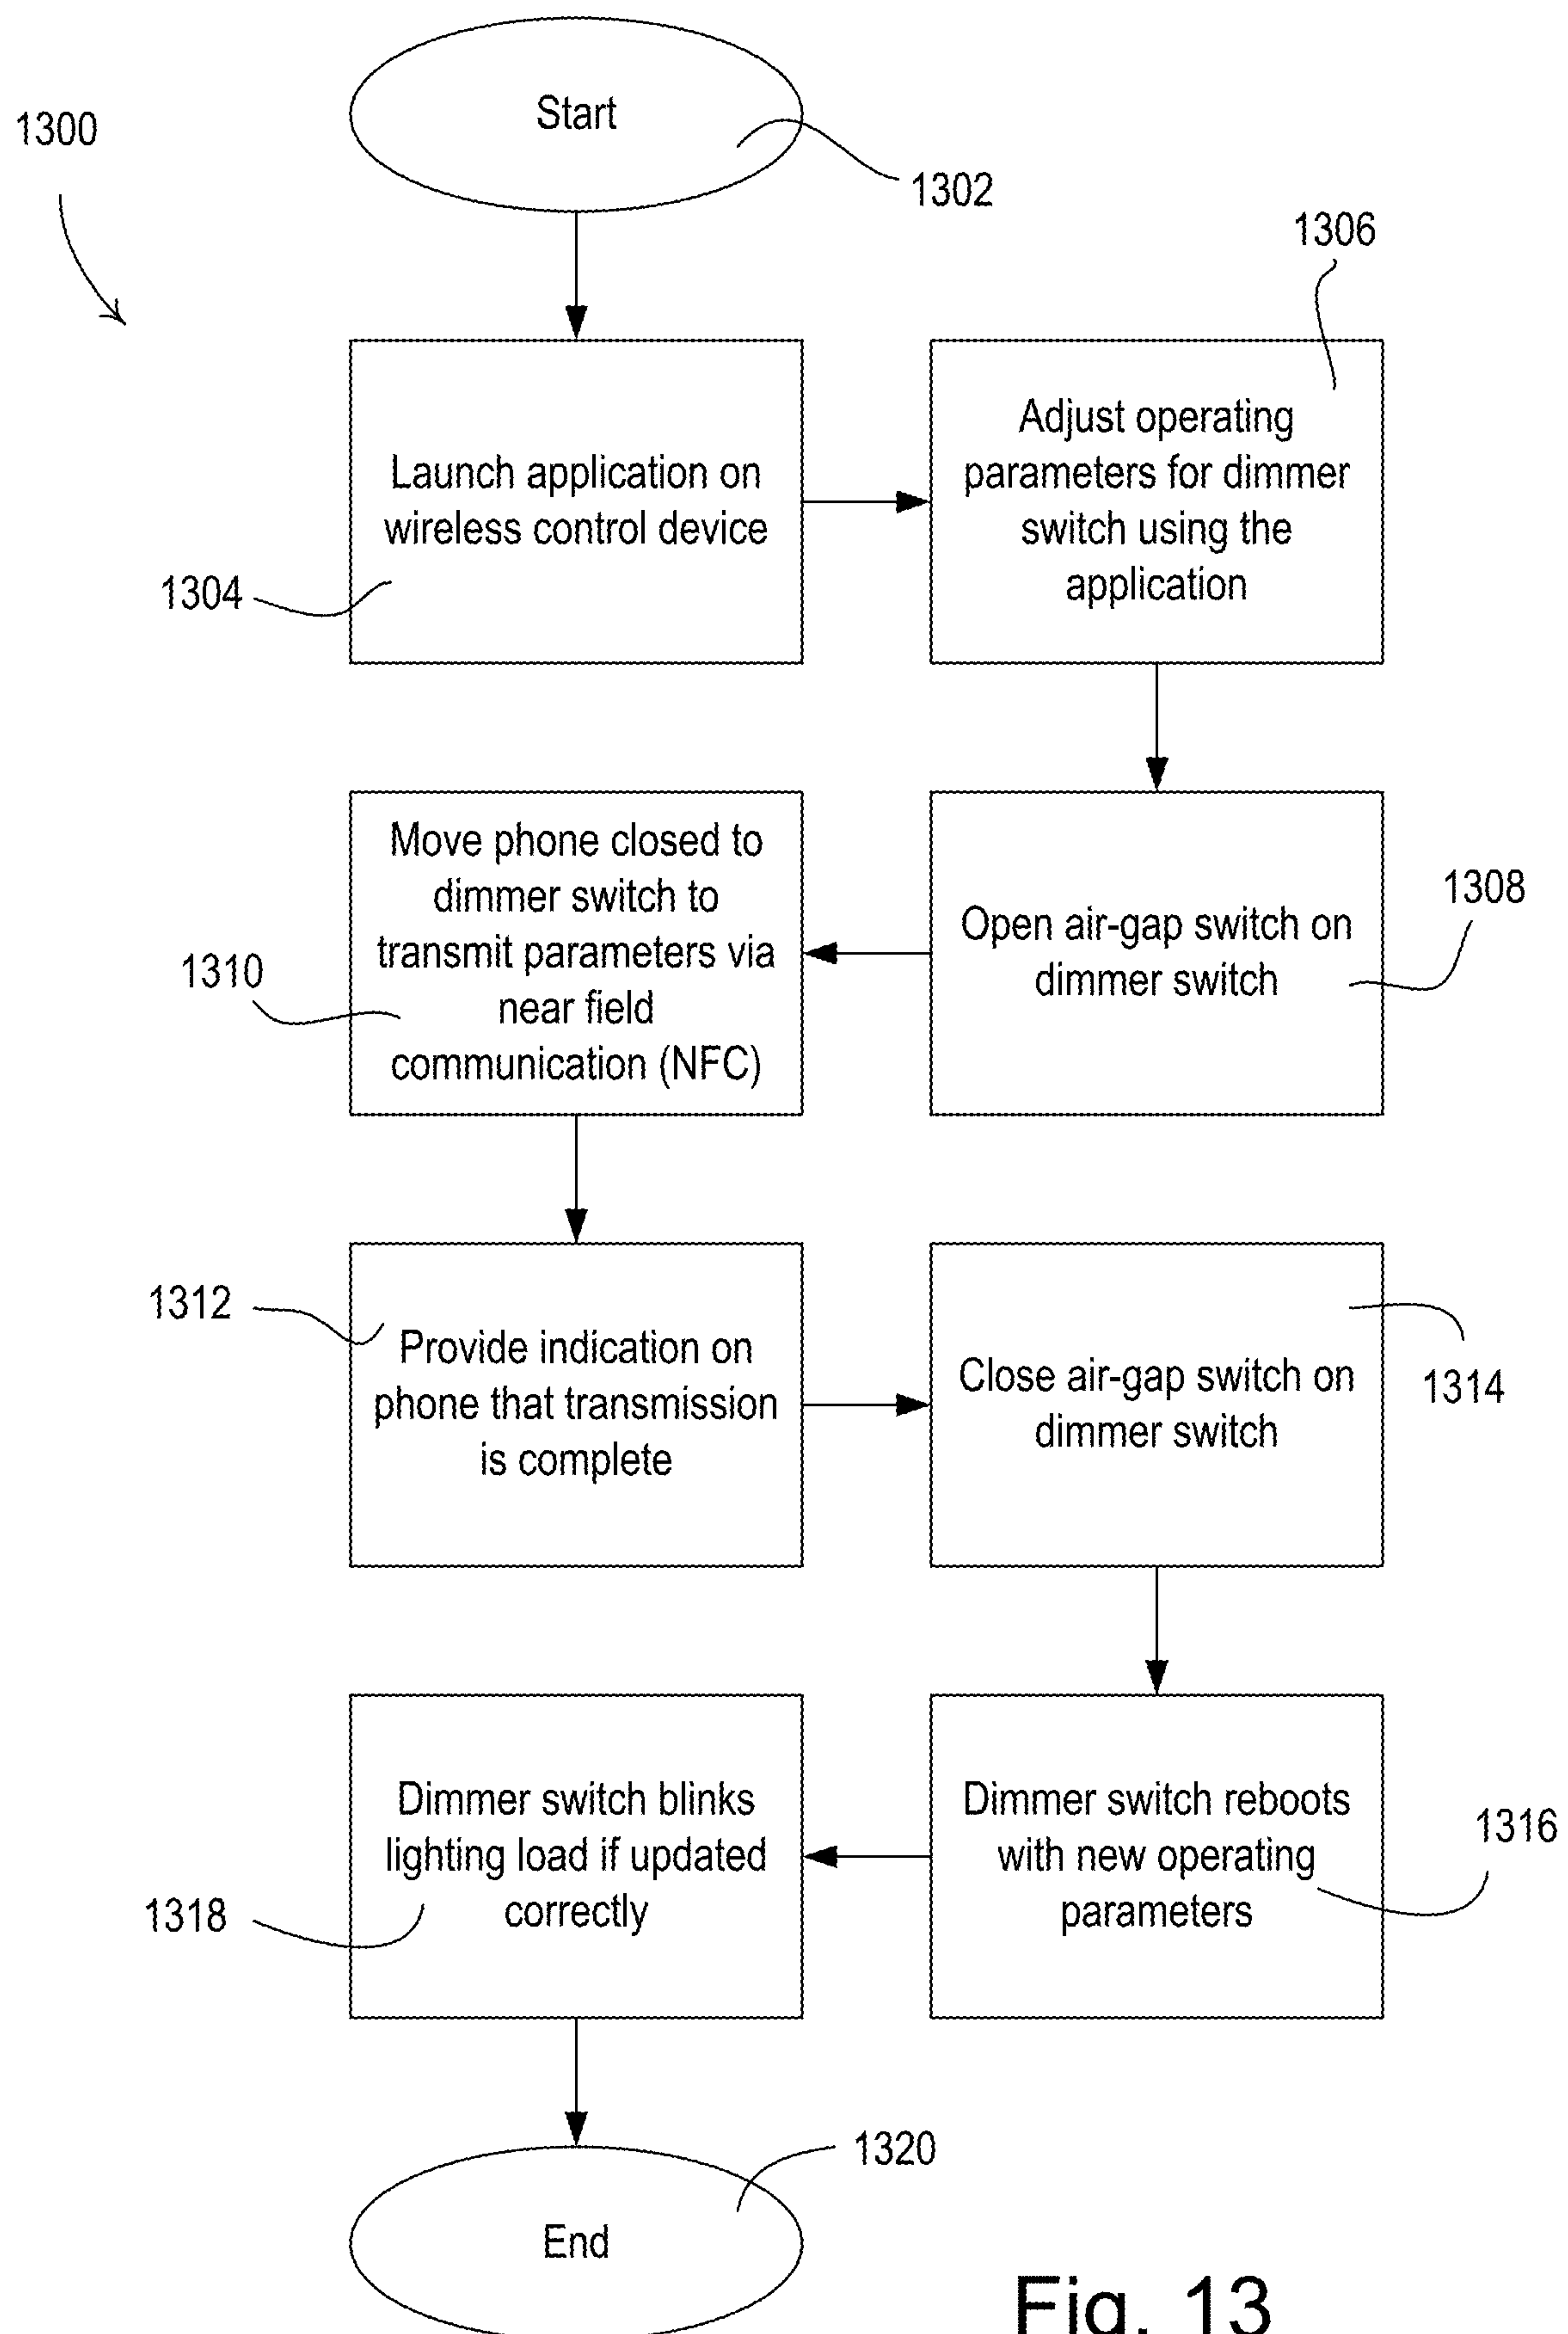 Start
1300
1302
1306
Launch application on
wireless control device
1304
Adjust operating
parameters for dimmer
switch using the
application
Move phone closed to
dimmer switch to
transmit parameters via
near field
communication (NFC)
1310
Open air-gap switch on
dimmer switch
1308
1312
Provide indication on
phone that transmission
is complete
Close air-gap switch on
dimmer switch
1314
Dimmer switch blinks
lighting load if updated
correctly
1318
Dimmer switch reboots
with new operating
parameters
1316
1320
End
Fig. 13